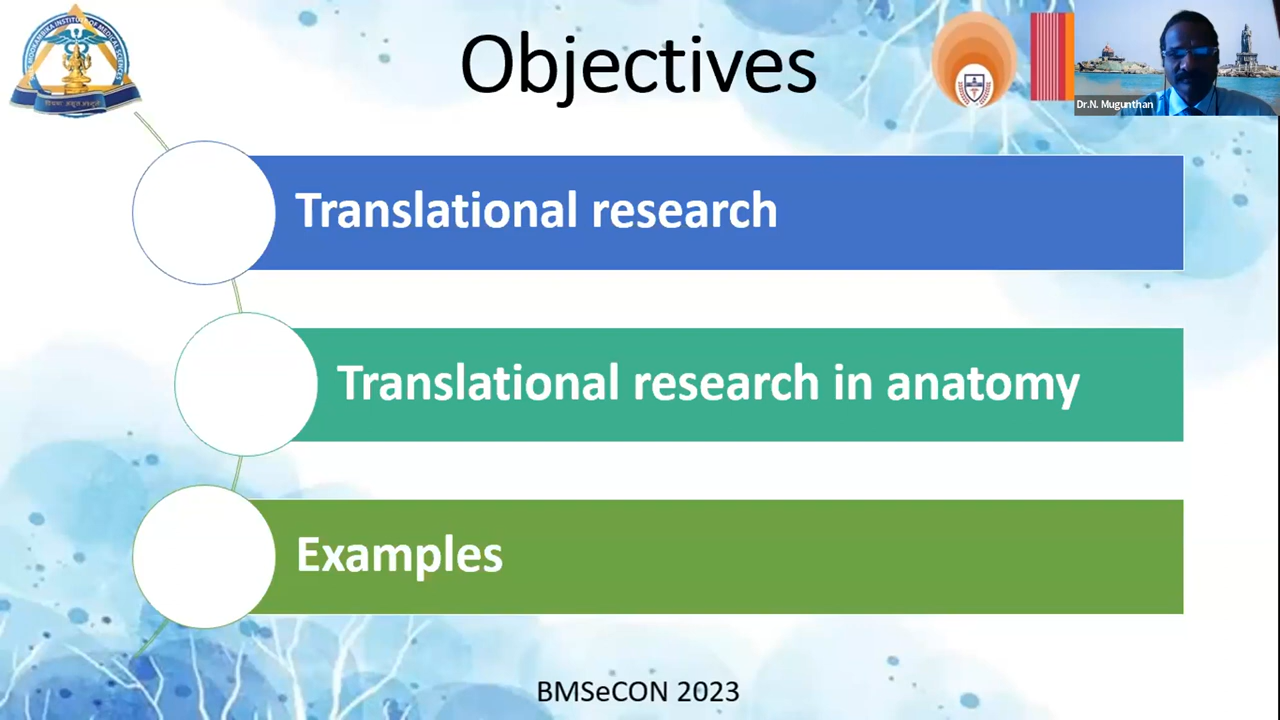 Objectives
Dr.N. Mugunthan
Translational research
Translational research in anatomy
Examples
BMSeCON 2023